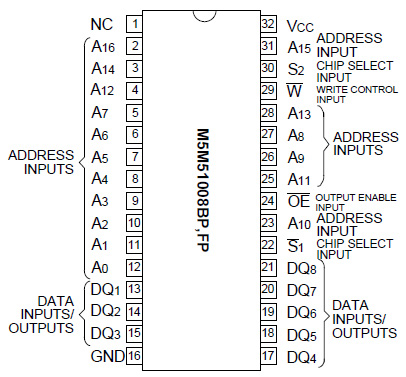 NC 1 32 VCC
A16 2 31 A15 ADDRESS INPUT
A14 3 30 S2 CHIP SELECT INPUT
A12 4 29 W̅ WRITE CONTROL INPUT
A7 5 28 A13
A6 6 27 A8
A5 7 26 A9
A4 8 25 A11
ADDRESS INPUTS
ADDRESS INPUTS
A3 9 24 O̅E̅ OUTPUT ENABLE INPUT
A2 10 23 A10 ADDRESS INPUT
A1 11 22 S̅1 CHIP SELECT INPUT
A0 12 21 DQ8
DQ1 13 20 DQ7
DQ2 14 19 DQ6
DQ3 15 18 DQ5
GND 16 17 DQ4
DATA INPUTS/ OUTPUTS
DATA INPUTS/ OUTPUTS
M5M51008BP,FP